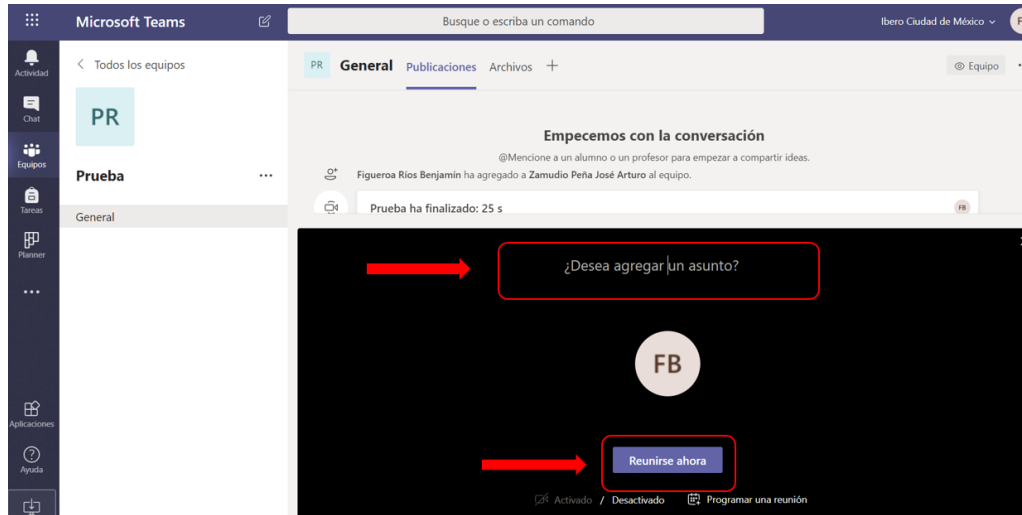 Microsoft Teams
Busque o escriba un comando
Ibero Ciudad de México
Actividad
Chat
Equipos
Tareas
Planner
Aplicaciones
Ayuda
Todos los equipos
PR
Prueba
General
PR General Publicaciones Archivos
Equipo
Empecemos con la conversación
@Mencione a un alumno o un profesor para empezar a compartir ideas.
Figueroa Ríos Benjamín ha agregado a Zamudio Peña José Arturo al equipo.
Prueba ha finalizado: 25 s
FB
¿Desea agregar un asunto?
FB
Reunirse ahora
Activado / Desactivado Programar una reunión